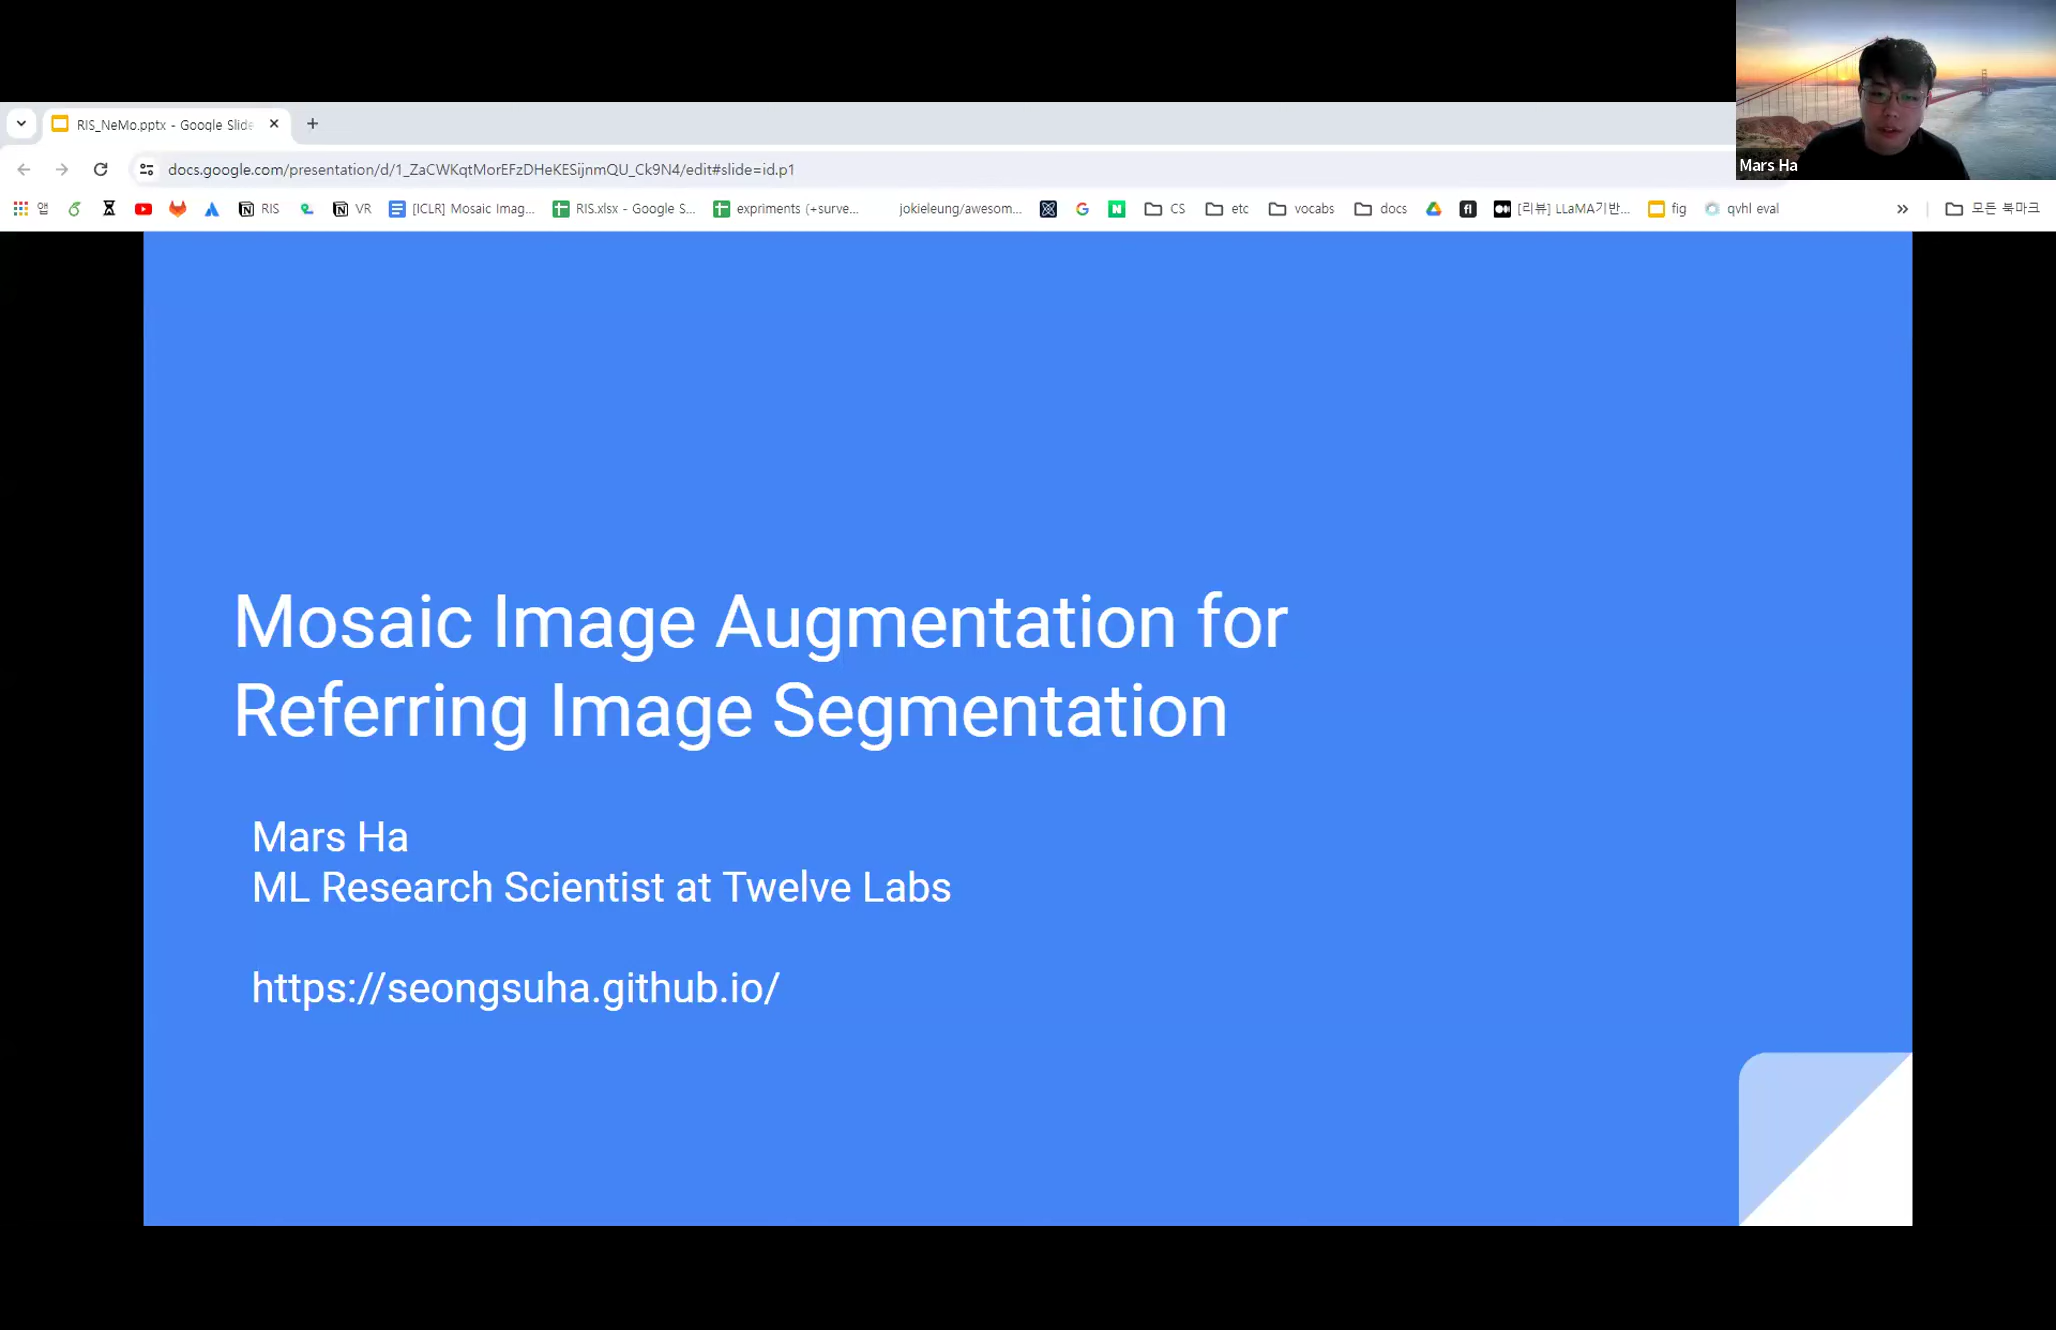 RIS_NeMo.pptx - Google Slide
docs.google.com/presentation/d/1_ZaCWKqtMorEFzDHeKESijnmQU_Ck9N4/edit#slide=id.p1
Mars Ha
앱
RIS
VR
[ICLR] Mosaic Imag...
RIS.xlsx - Google S...
expriments (+surve...
jokieleung/awesom...
CS
etc
vocabs
docs
[리뷰] LLaMA기반...
fig
qvhl eval
모든 북마크
Mosaic Image Augmentation for
Referring Image Segmentation
Mars Ha
ML Research Scientist at Twelve Labs
https://seongsuha.github.io/